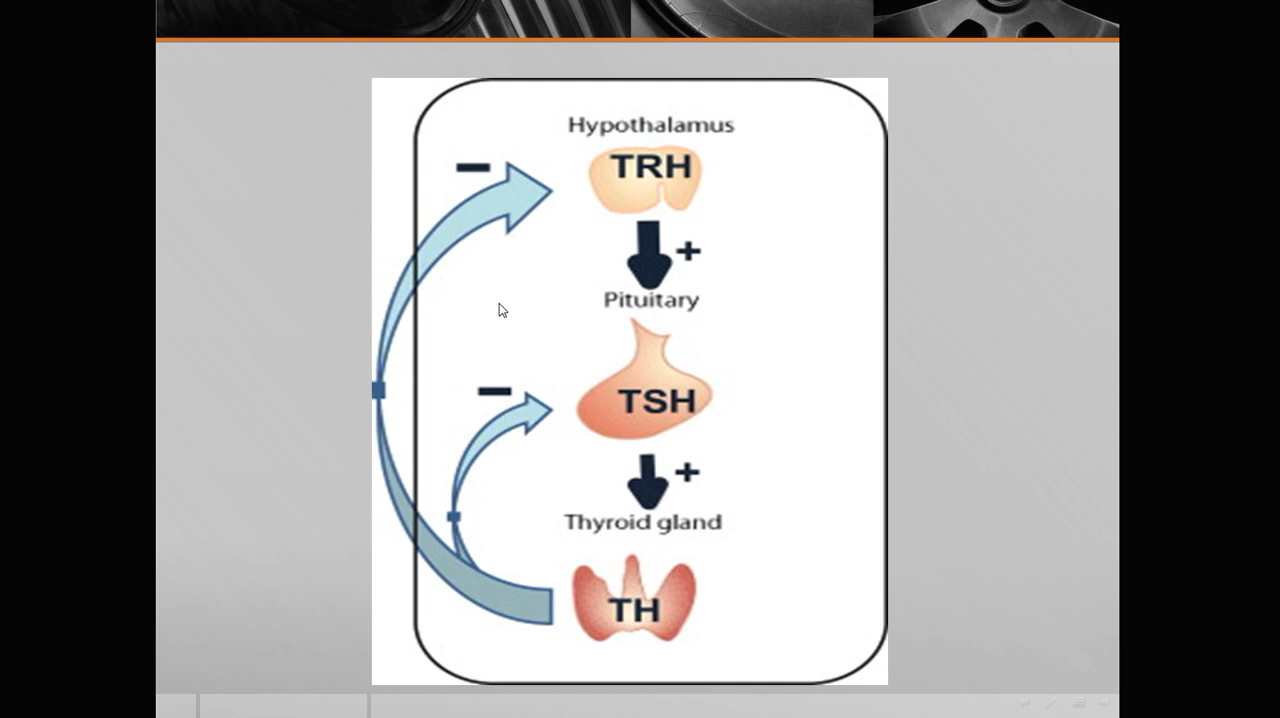 Hypothalamus
TRH
+
Pituitary
TSH
+
Thyroid gland
TH